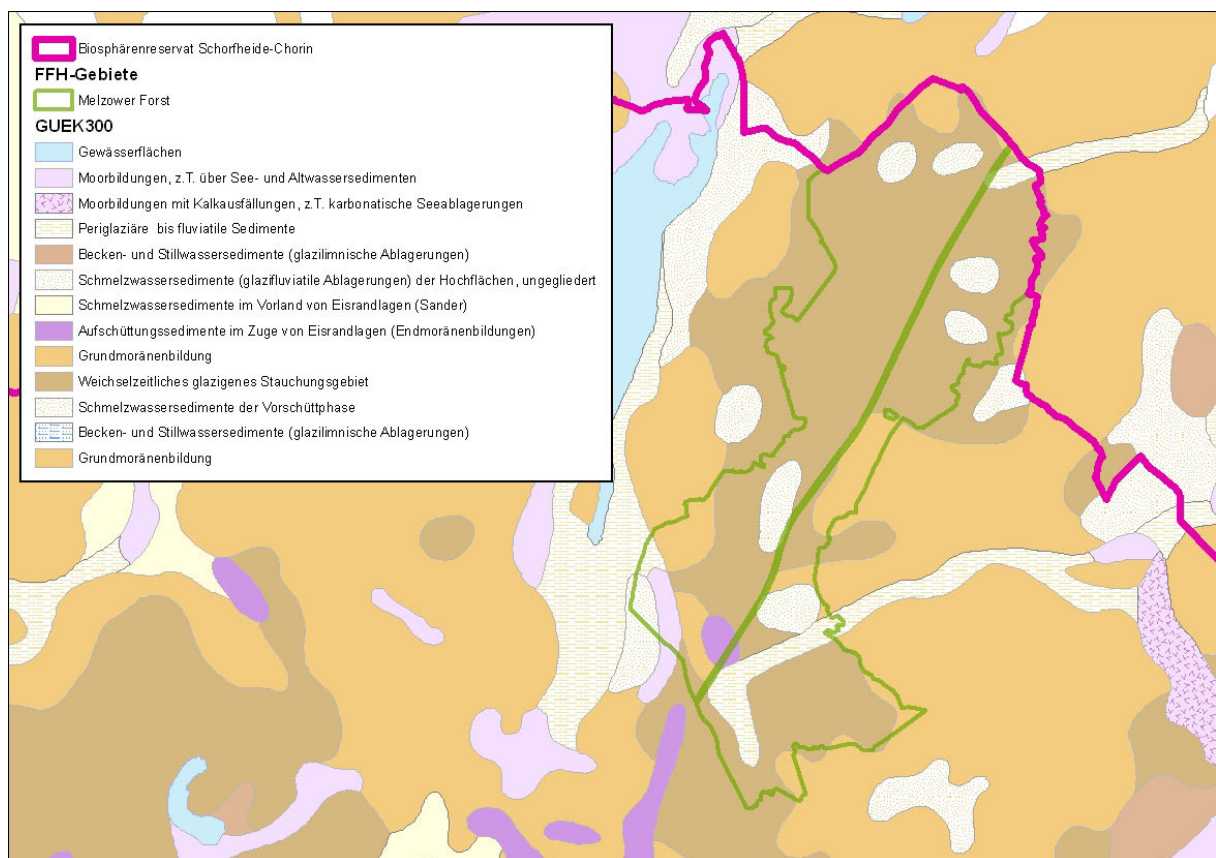 Biosphärenreservat Schorfheide-Chorin
FFH-Gebiete
Melzower Forst
GUEK300
Gewässerflächen
Moorbildungen, z.T. über See- und Altwassersedimenten
Moorbildungen mit Kalkausfällungen, z.T. karbonatische Seeablagerungen
Periglaziäre bis fluviatile Sedimente
Becken- und Stillwassersedimente (glazilimnische Ablagerungen)
Schmelzwassersedimente (glazifluviatile Ablagerungen) der Hochflächen, ungegliedert
Schmelzwassersedimente im Vorland von Eisrandlagen (Sander)
Aufschüttungssedimente im Zuge von Eisrandlagen (Endmoränenbildungen)
Grundmoränenbildung
Weichselzeitliches glazigenes Stauchungsgebiet
Schmelzwassersedimente der Vorschüttphase
Becken- und Stillwassersedimente (glazilimnische Ablagerungen)
Grundmoränenbildung